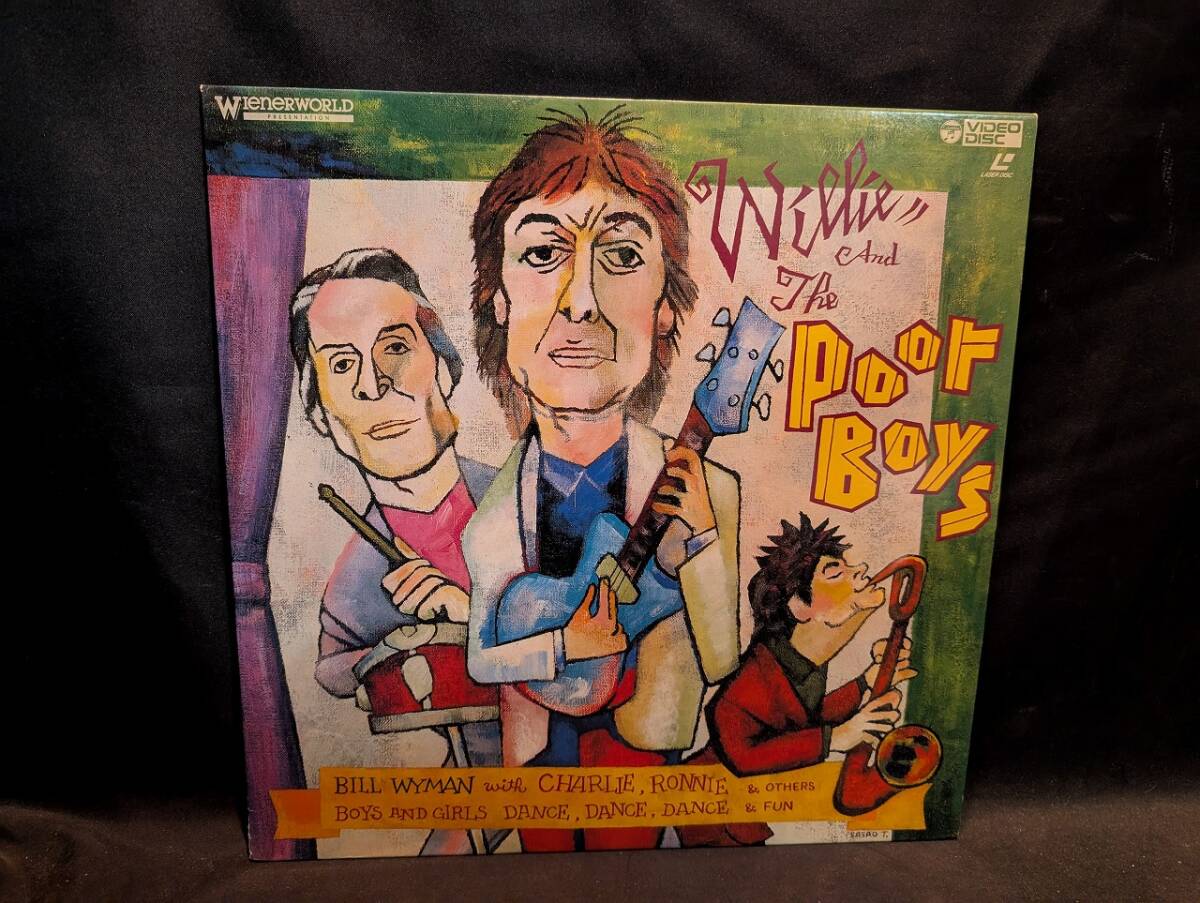 WIENERWORLD
PRESENTATION
VIDEO
DISC
LASER DISC
"Willie"
And
The
Poor
Boys
BILL WYMAN with CHARLIE, RONNIE & OTHERS
BOYS AND GIRLS DANCE, DANCE, DANCE & FUN
SATAO T.